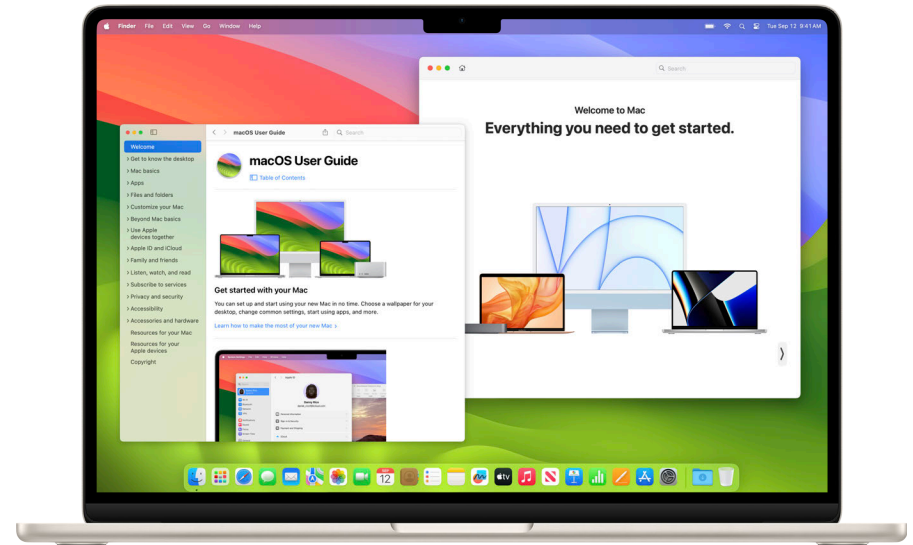 Finder File Edit View Go Window Help
Tue Sep 12 9:41 AM
Search
Welcome to Mac
Everything you need to get started.
macOS User Guide
Search
Welcome
Get to know the desktop
Mac basics
Apps
Files and folders
Customize your Mac
Beyond Mac basics
Use Apple
devices together
Apple ID and iCloud
Family and friends
Listen, watch, and read
Subscribe to services
Privacy and security
Accessibility
Accessories and hardware
Resources for your Mac
Resources for your
Apple devices
Copyright
macOS User Guide
Table of Contents
Get started with your Mac
You can set up and start using your new Mac in no time. Choose a wallpaper for your
desktop, change common settings, start using apps, and more.
Learn how to make the most of your new Mac
SEP
12
tv